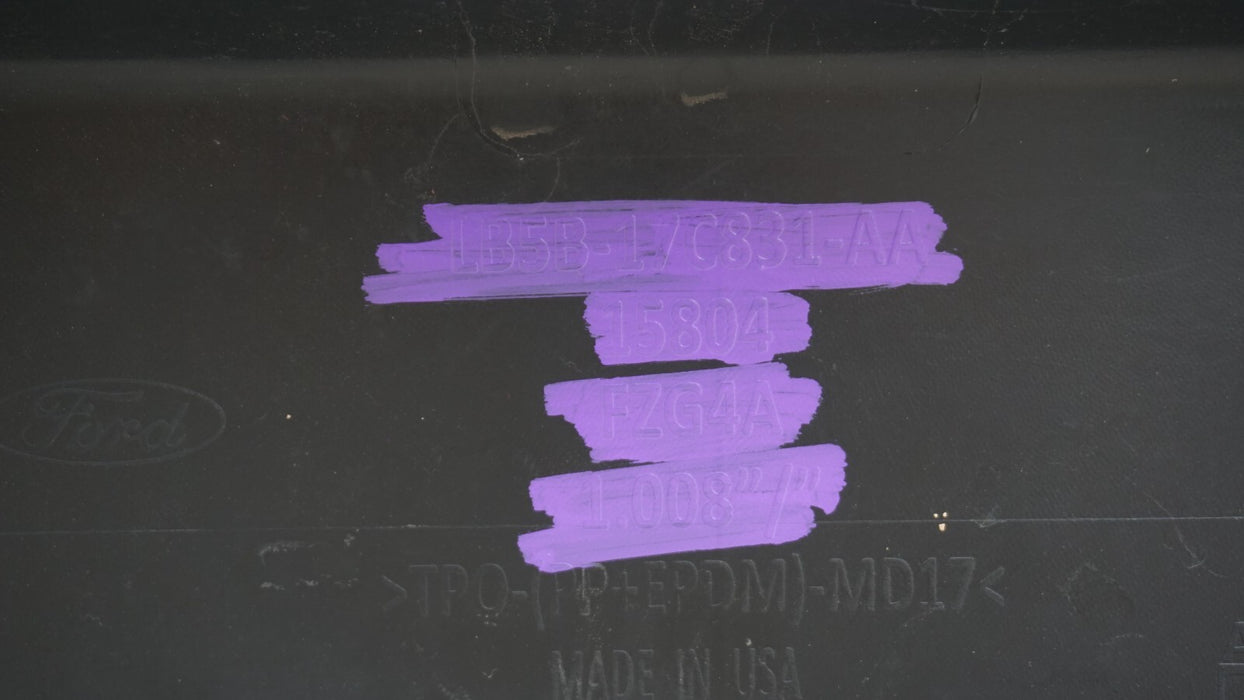 LB5B-17C831-AA
15804
FZG4A
1.008"/"
Ford
>TPO-(PP+EPDM)-MD17<
MADE IN USA